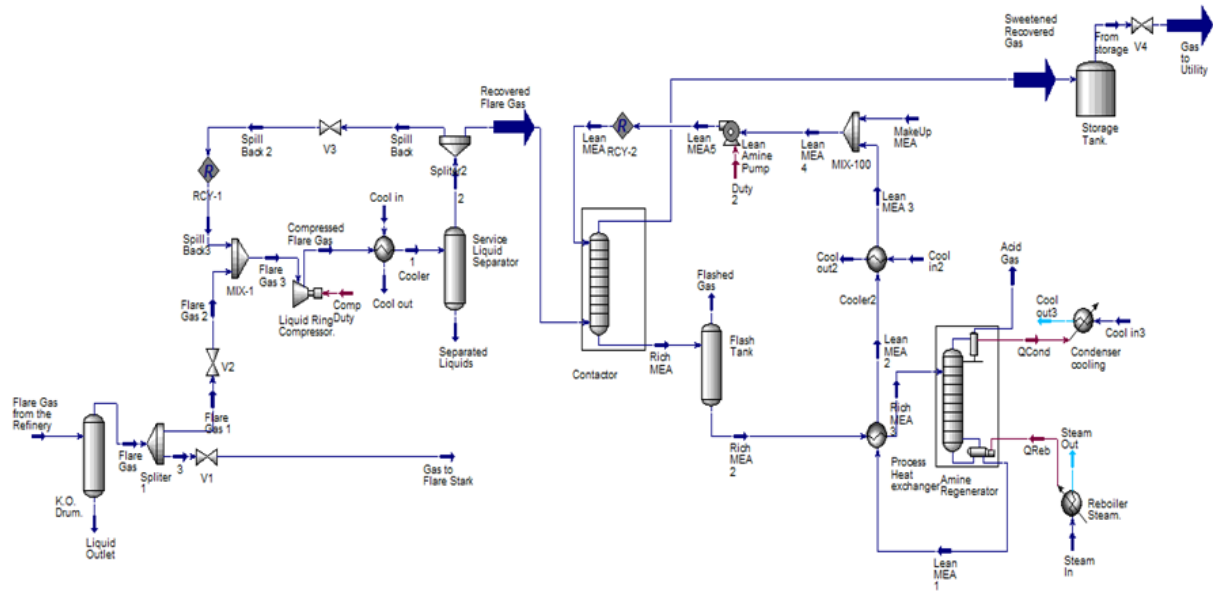 Sweetened
Recovered
Gas
From
storage
V4
Gas
to
Utility
Storage
Tank.
Recovered
Flare Gas
Spill
Back 2
V3
Spill
Back
Spliter2
2
RCY-1
Spill
Back3
MIX-1
Flare
Gas 3
Compressed
Flare Gas
Cool in
1
Cooler
Cool out
Service
Liquid
Separator
Separated
Liquids
Comp
Duty
Liquid Ring
Compressor.
Flare
Gas 2
V2
Flare
Gas 1
Flare Gas
from the
Refinery
Flare
Gas
Spliter
1
3
V1
Gas to
Flare Stark
K.O.
Drum.
Liquid
Outlet
Lean
MEA
R
RCY-2
Lean
MEA5
Lean
Amine
Pump
Duty
2
Lean
MEA
4
MIX-100
MakeUp
MEA
Lean
MEA 3
Cool
out2
Cool
in2
Cooler2
Lean
MEA
2
Contactor
Rich
MEA
Flashed
Gas
Flash
Tank
Rich
MEA
2
Rich
MEA
3
Process
Heat
exchanger
Amine
Regenerator
Lean
MEA
1
Acid
Gas
Cool
out3
Cool in3
QCond
Condenser
cooling
QReb
Steam
Out
Reboiler
Steam.
Steam
In